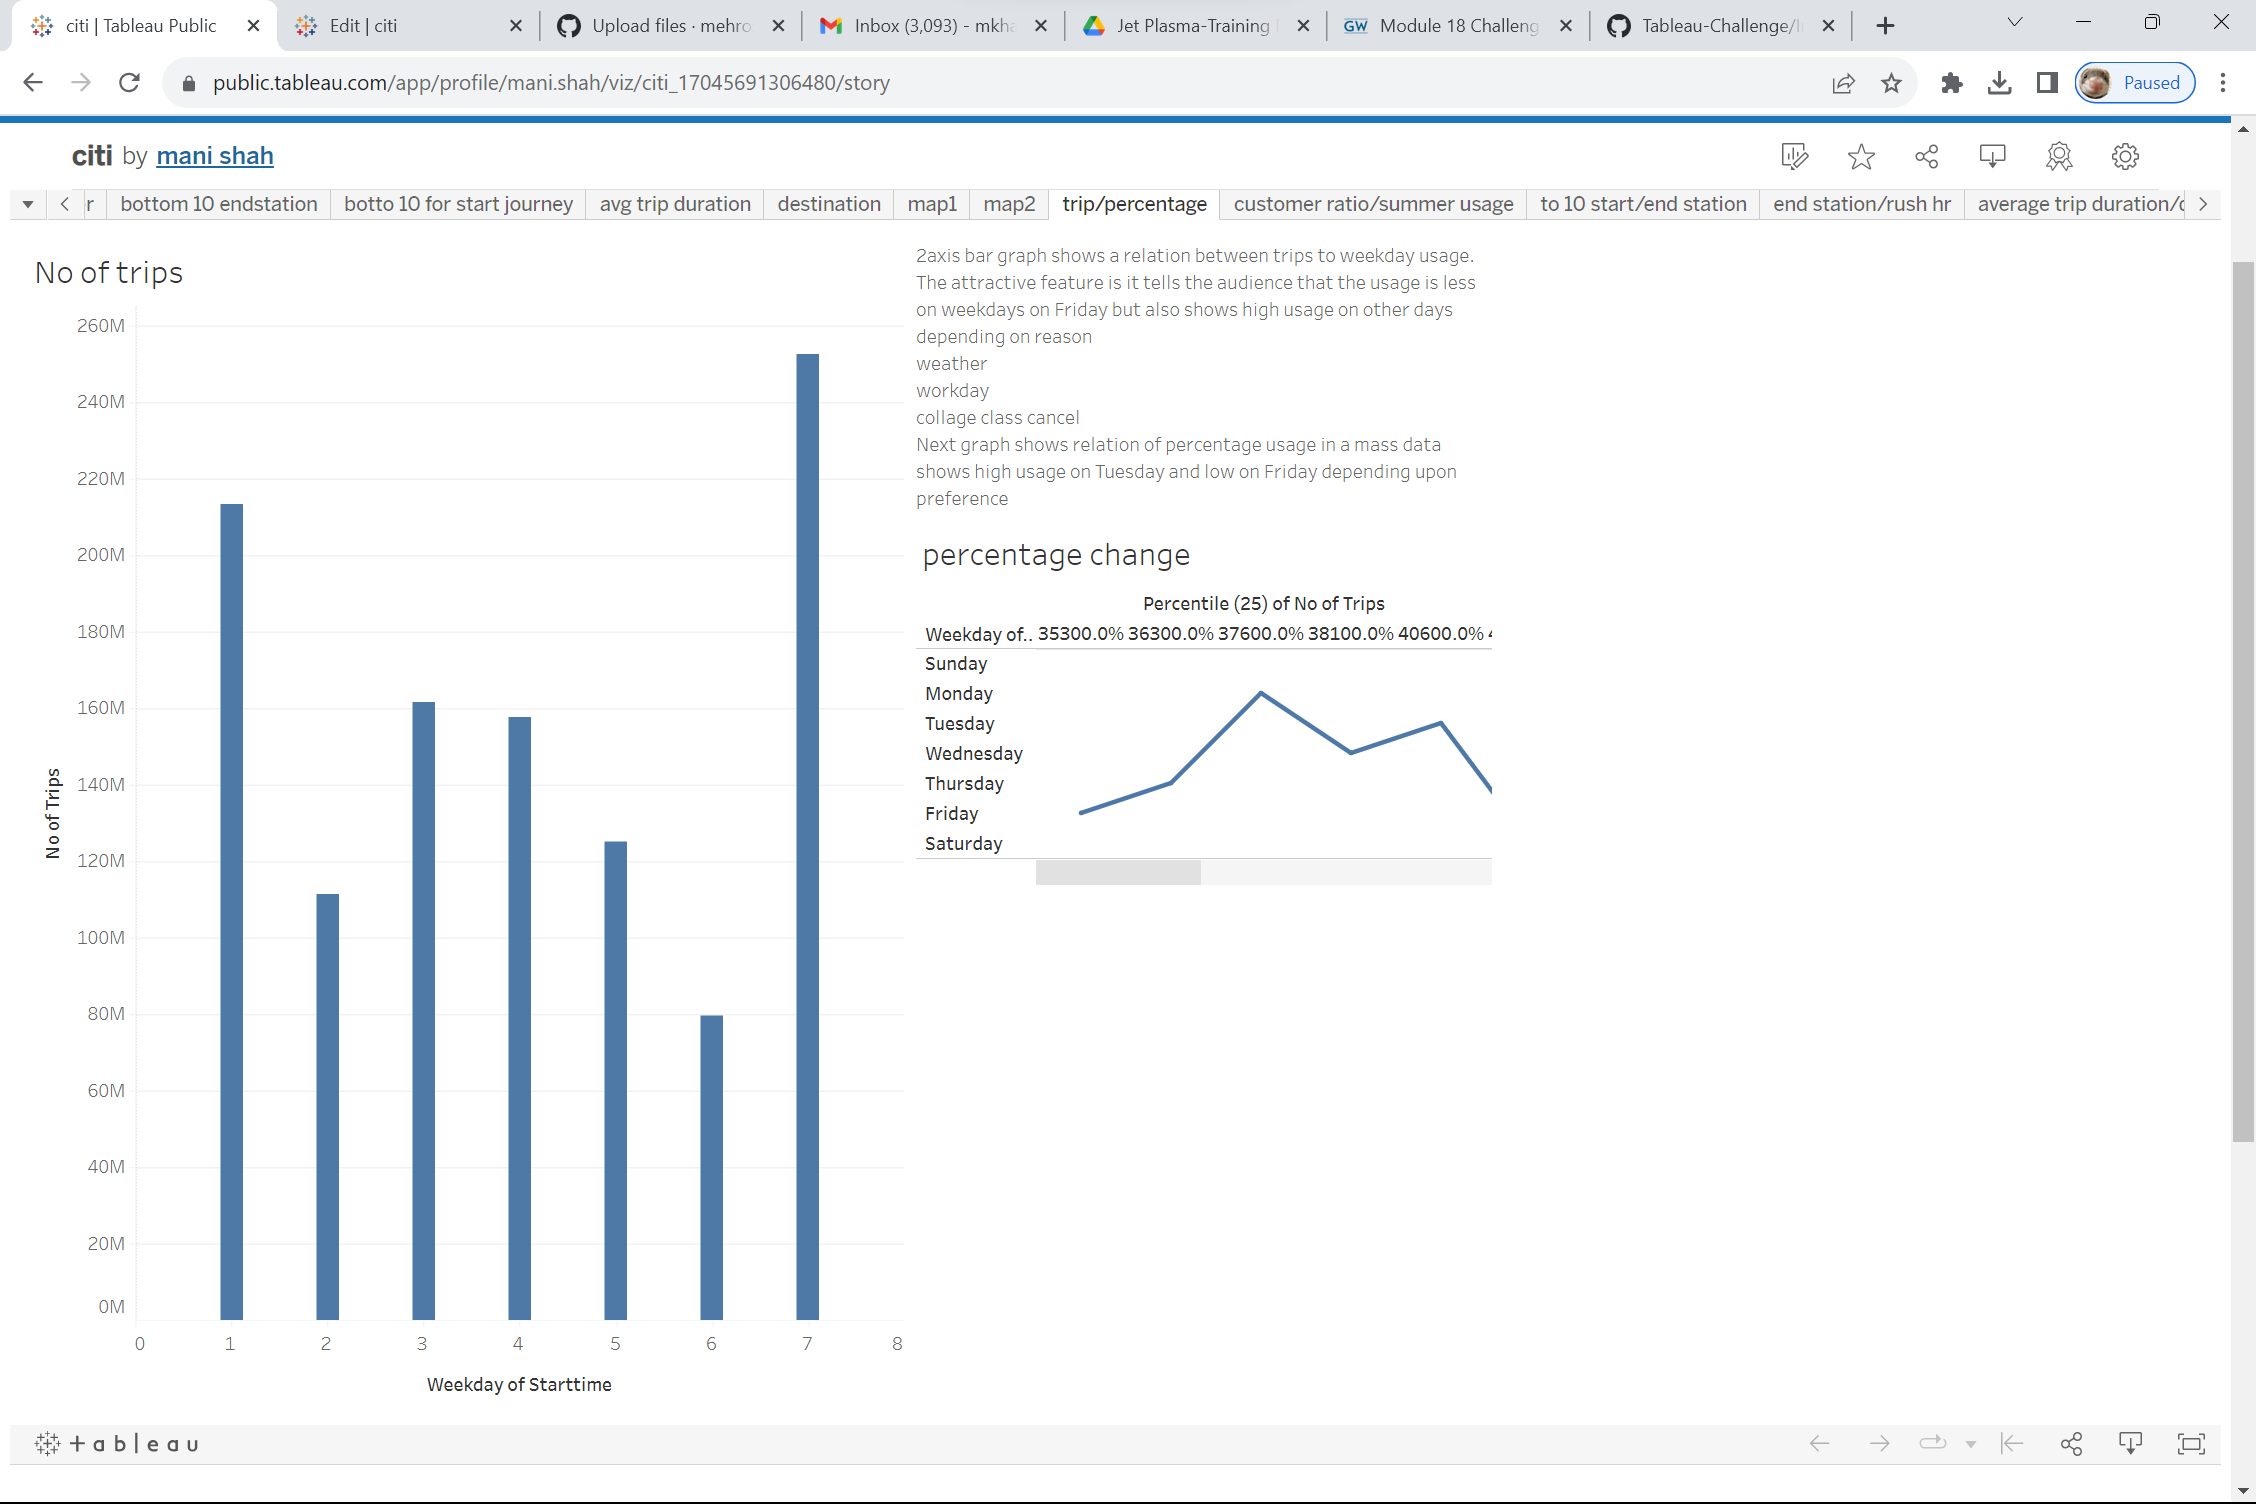 citi | Tableau Public
Edit | citi
Upload files · mehro
Inbox (3,093) - mkha
Jet Plasma-Training
GW Module 18 Challeng
Tableau-Challenge/I
public.tableau.com/app/profile/mani.shah/viz/citi_17045691306480/story
Paused
citi by mani shah
r
bottom 10 endstation
botto 10 for start journey
avg trip duration
destination
map1
map2
trip/percentage
customer ratio/summer usage
to 10 start/end station
end station/rush hr
average trip duration/c
No of trips
260M
240M
220M
200M
180M
160M
140M
120M
100M
80M
60M
40M
20M
0M
No of Trips
0 1 2 3 4 5 6 7 8
Weekday of Starttime
2axis bar graph shows a relation between trips to weekday usage.
The attractive feature is it tells the audience that the usage is less
on weekdays on Friday but also shows high usage on other days
depending on reason
weather
workday
collage class cancel
Next graph shows relation of percentage usage in a mass data
shows high usage on Tuesday and low on Friday depending upon
preference
percentage change
Percentile (25) of No of Trips
Weekday of.. 35300.0% 36300.0% 37600.0% 38100.0% 40600.0%
Sunday
Monday
Tuesday
Wednesday
Thursday
Friday
Saturday
+ableau